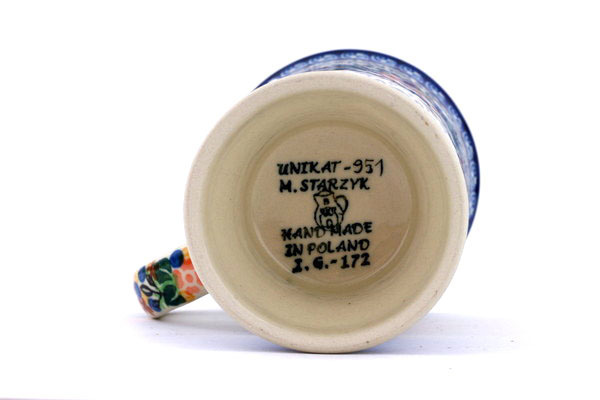 UNIKAT -951
M. STARZYK
HAND MADE
IN POLAND
I. G.-172